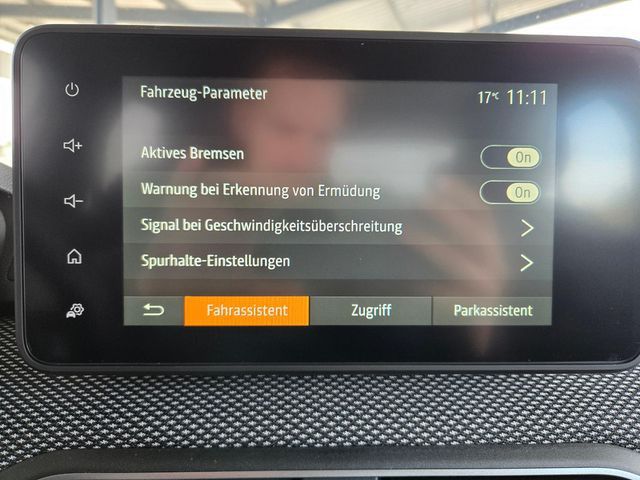 Fahrzeug-Parameter
17°C 11:11
Aktives Bremsen On
Warnung bei Erkennung von Ermüdung On
Signal bei Geschwindigkeitsüberschreitung
Spurhalte-Einstellungen
Fahrassistent Zugriff Parkassistent